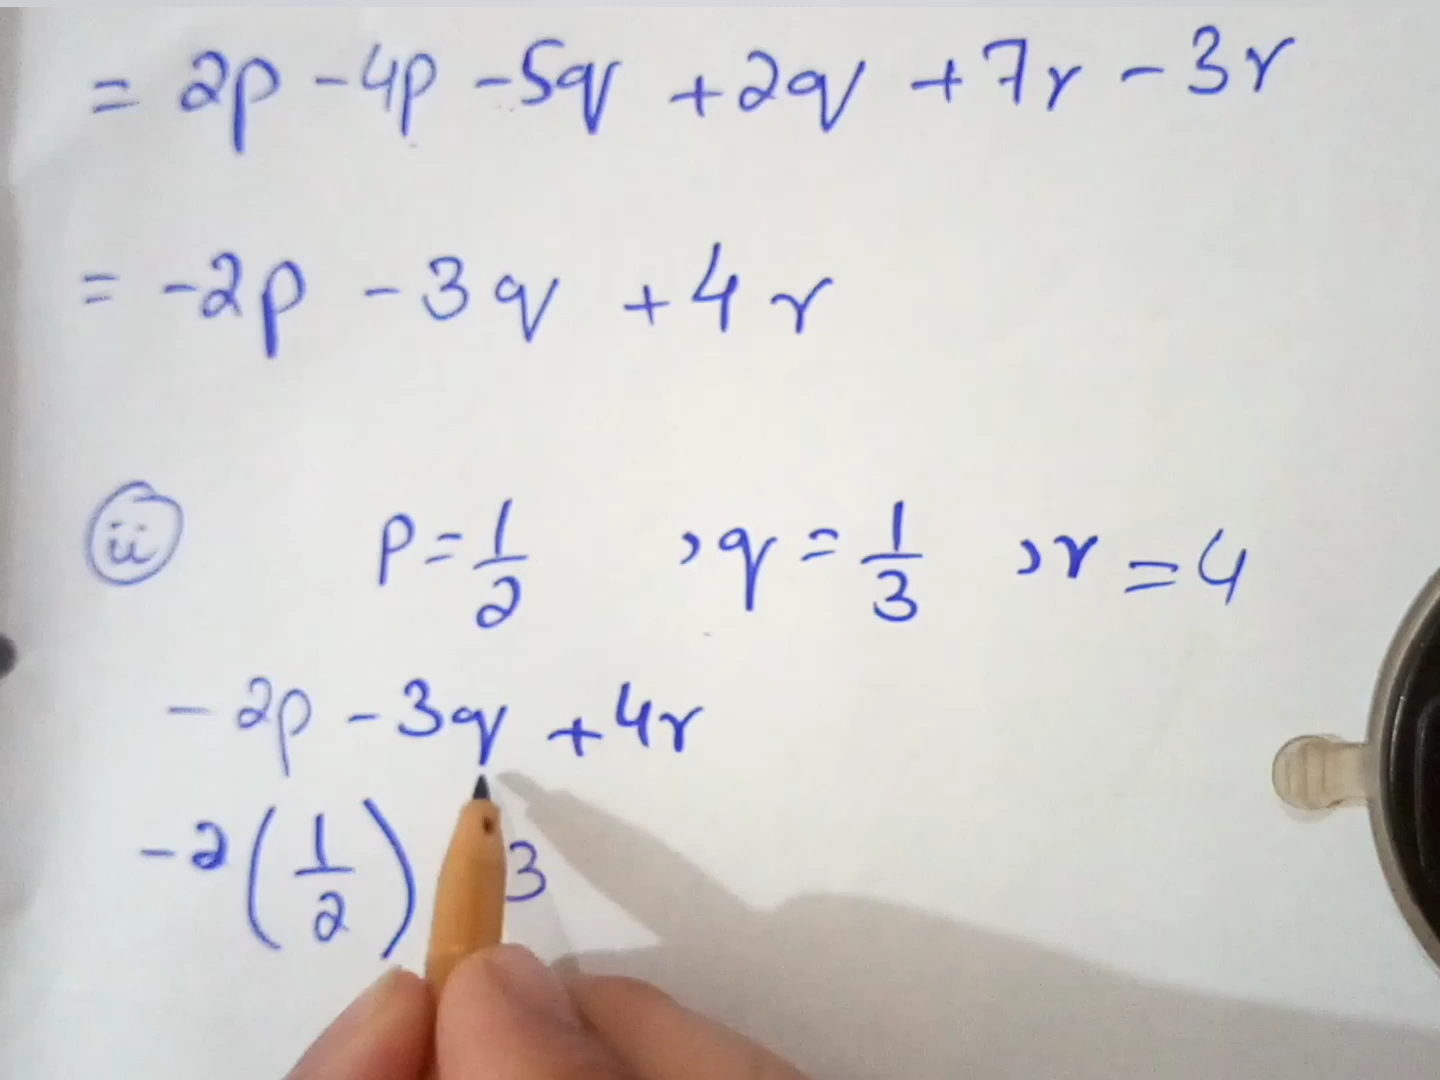 = 2p - 4p - 5q + 2q + 7r - 3r
= -2p - 3q + 4r
ii p = 1/2 , q = 1/3 , r = 4
- 2p - 3q + 4r
-2 (1/2) 3